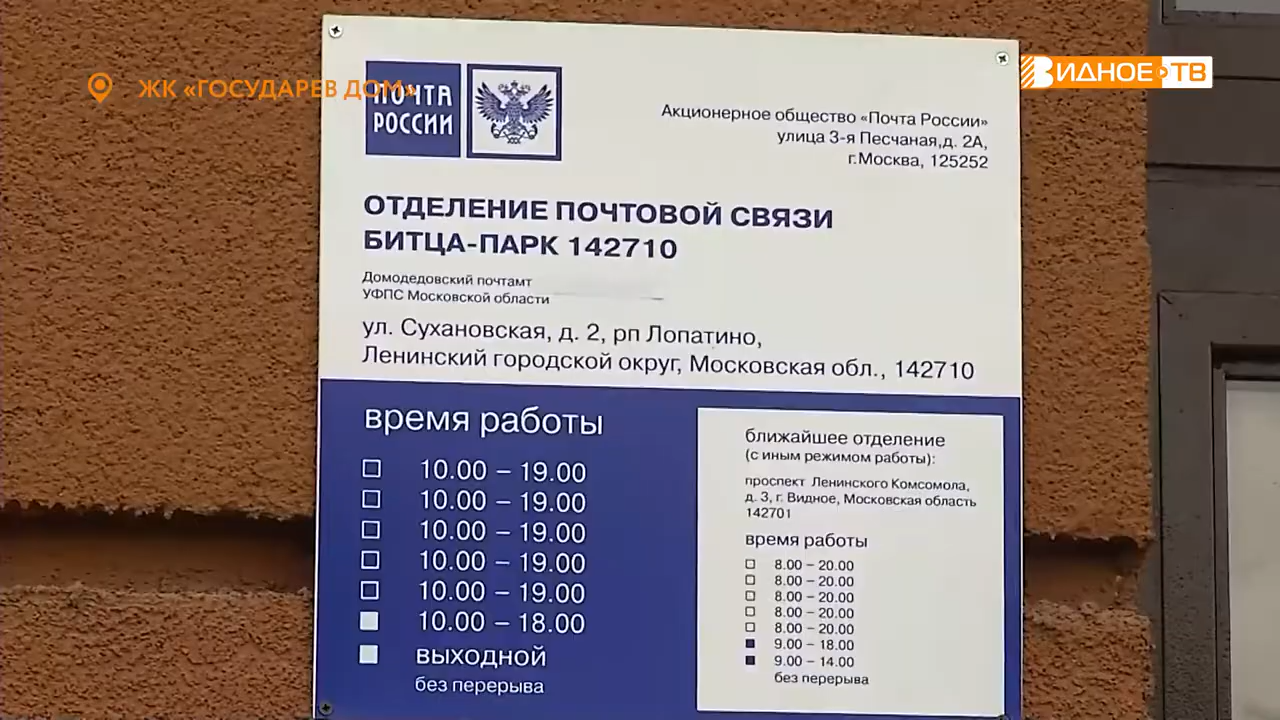 ЖК «ГОСУДАРЕВ ДОМ»
ВИДНОЕ ТВ
ПОЧТА
РОССИИ
Акционерное общество «Почта России»
улица 3-я Песчаная,д. 2А,
г.Москва, 125252
ОТДЕЛЕНИЕ ПОЧТОВОЙ СВЯЗИ
БИТЦА-ПАРК 142710
Домодедовский почтамт
УФПС Московской области
ул. Сухановская, д. 2, рп Лопатино,
Ленинский городской округ, Московская обл., 142710
время работы
10.00 – 19.00
10.00 – 19.00
10.00 – 19.00
10.00 – 19.00
10.00 – 19.00
10.00 – 18.00
выходной
без перерыва
ближайшее отделение
(с иным режимом работы):
проспект Ленинского Комсомола,
д. 3, г. Видное, Московская область
142701
время работы
8.00 – 20.00
8.00 – 20.00
8.00 – 20.00
8.00 – 20.00
8.00 – 20.00
9.00 – 18.00
9.00 – 14.00
без перерыва